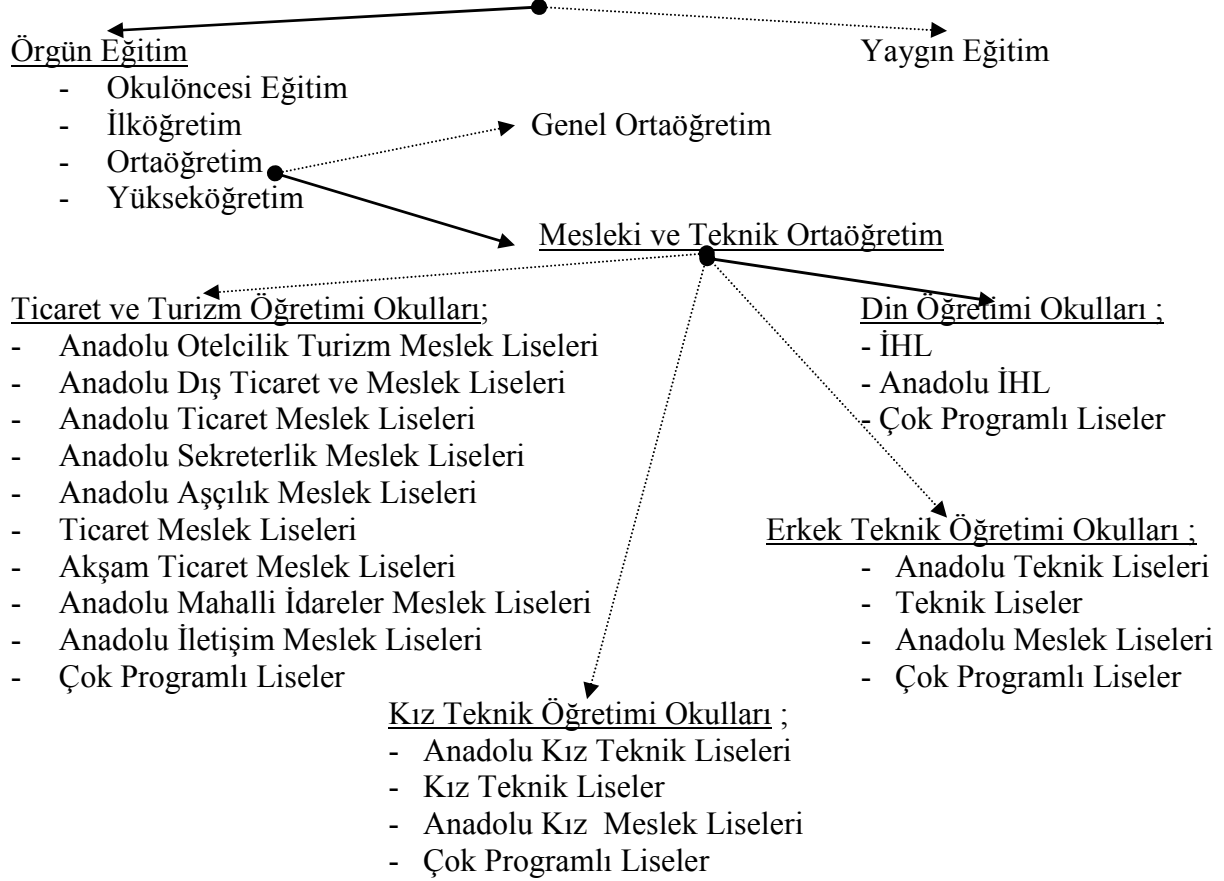 Örgün Eğitim
Yaygın Eğitim
- Okulöncesi Eğitim
- İlköğretim
Genel Ortaöğretim
- Ortaöğretim
- Yükseköğretim
Mesleki ve Teknik Ortaöğretim
Ticaret ve Turizm Öğretimi Okulları;
- Anadolu Otelcilik Turizm Meslek Liseleri
- Anadolu Dış Ticaret ve Meslek Liseleri
- Anadolu Ticaret Meslek Liseleri
- Anadolu Sekreterlik Meslek Liseleri
- Anadolu Aşçılık Meslek Liseleri
- Ticaret Meslek Liseleri
- Akşam Ticaret Meslek Liseleri
- Anadolu Mahalli İdareler Meslek Liseleri
- Anadolu İletişim Meslek Liseleri
- Çok Programlı Liseler
Din Öğretimi Okulları ;
- İHL
- Anadolu İHL
- Çok Programlı Liseler
Erkek Teknik Öğretimi Okulları ;
- Anadolu Teknik Liseleri
- Teknik Liseler
- Anadolu Meslek Liseleri
- Çok Programlı Liseler
Kız Teknik Öğretimi Okulları ;
- Anadolu Kız Teknik Liseleri
- Kız Teknik Liseler
- Anadolu Kız Meslek Liseleri
- Çok Programlı Liseler